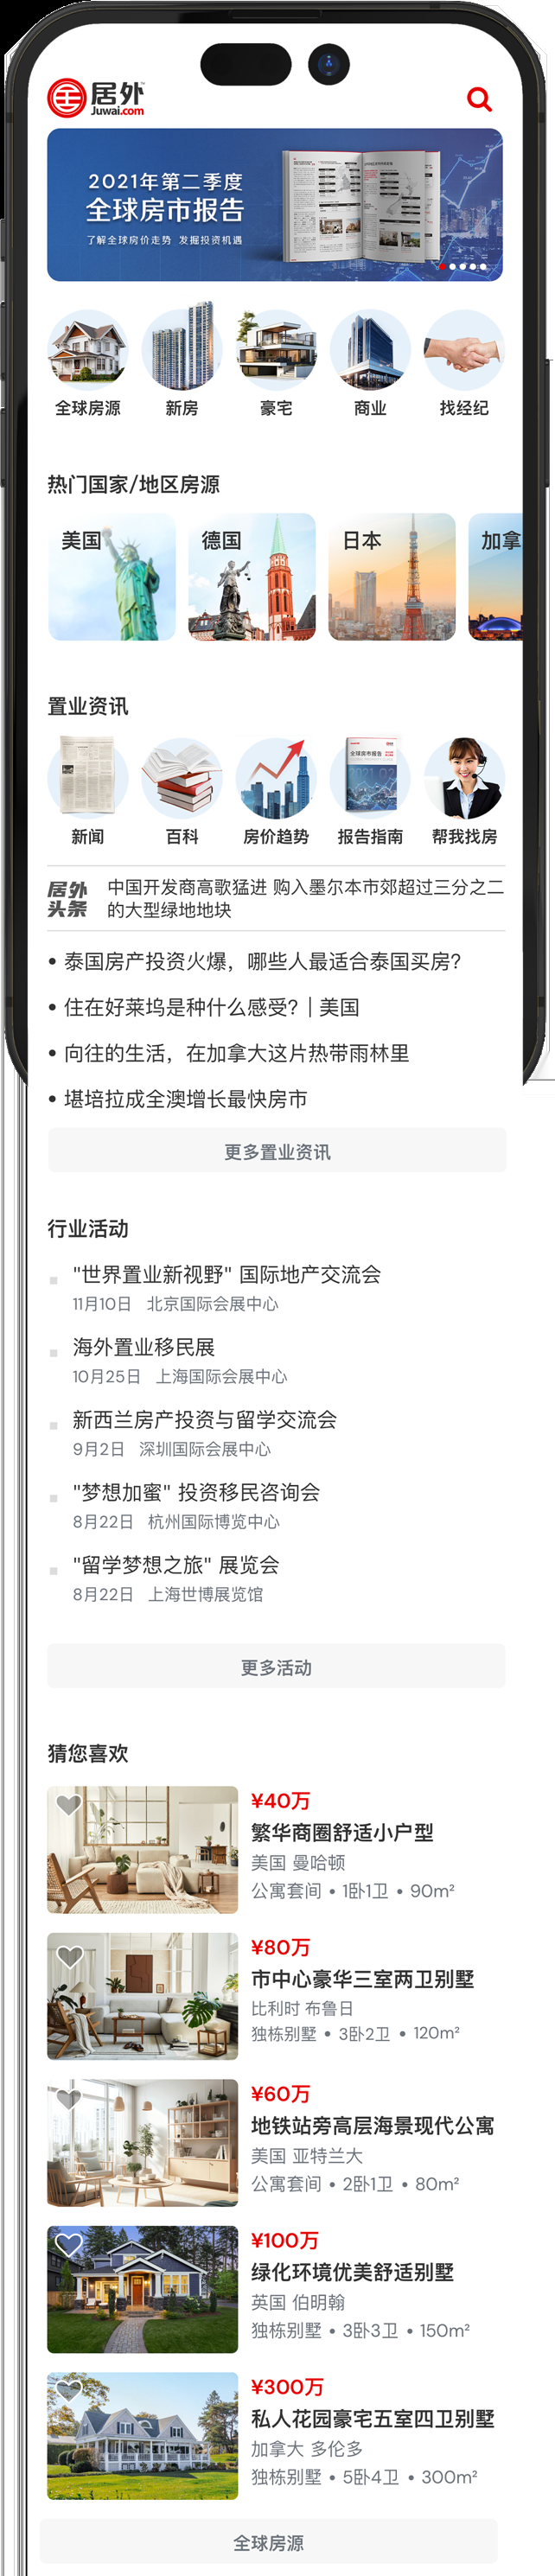 居外
Juwai.com
2021年第二季度
全球房市报告
了解全球房价走势 发掘投资机遇
全球房源
新房
豪宅
商业
找经纪
热门国家/地区房源
美国
德国
日本
加拿
置业资讯
全球房市报告
2021.02
新闻
百科
房价趋势
报告指南
帮我找房
居外
头条
中国开发商高歌猛进 购入墨尔本市郊超过三分之二
的大型绿地地块
• 泰国房产投资火爆，哪些人最适合泰国买房?
• 住在好莱坞是种什么感受? | 美国
• 向往的生活，在加拿大这片热带雨林里
• 堪培拉成全澳增长最快房市
更多置业资讯
行业活动
"世界置业新视野" 国际地产交流会
11月10日 北京国际会展中心
海外置业移民展
10月25日 上海国际会展中心
新西兰房产投资与留学交流会
9月2日 深圳国际会展中心
"梦想加蜜" 投资移民咨询会
8月22日 杭州国际博览中心
"留学梦想之旅" 展览会
8月22日 上海世博展览馆
更多活动
猜您喜欢
¥40万
繁华商圈舒适小户型
美国 曼哈顿
公寓套间 • 1卧1卫 • 90m²
¥80万
市中心豪华三室两卫别墅
比利时 布鲁日
独栋别墅 • 3卧2卫 • 120m²
¥60万
地铁站旁高层海景现代公寓
美国 亚特兰大
公寓套间 • 2卧1卫 • 80m²
¥100万
绿化环境优美舒适别墅
英国 伯明翰
独栋别墅 • 3卧3卫 • 150m²
¥300万
私人花园豪宅五室四卫别墅
加拿大 多伦多
独栋别墅 • 5卧4卫 • 300m²
全球房源